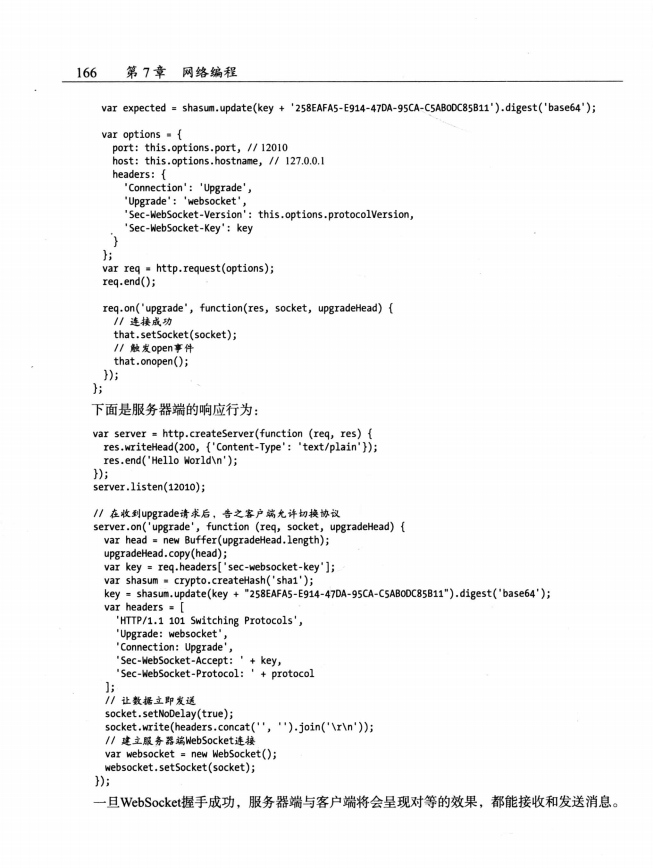 166 第 7 章 网络编程
var expected = shasum.update(key + '258EAFA5-E914-47DA-95CA-C5AB0DC85B11').digest('base64');
var options = {
port: this.options.port, // 12010
host: this.options.hostname, // 127.0.0.1
headers: {
'Connection': 'Upgrade',
'Upgrade': 'websocket',
'Sec-WebSocket-Version': this.options.protocolVersion,
'Sec-WebSocket-Key': key
}
};
var req = http.request(options);
req.end();
req.on('upgrade', function(res, socket, upgradeHead) {
// 连接成功
that.setSocket(socket);
// 触发open事件
that.onopen();
});
};
下面是服务器端的响应行为：
var server = http.createServer(function (req, res) {
res.writeHead(200, {'Content-Type': 'text/plain'});
res.end('Hello World\n');
});
server.listen(12010);
// 在收到upgrade请求后，告之客户端允许切换协议
server.on('upgrade', function (req, socket, upgradeHead) {
var head = new Buffer(upgradeHead.length);
upgradeHead.copy(head);
var key = req.headers['sec-websocket-key'];
var shasum = crypto.createHash('sha1');
key = shasum.update(key + "258EAFA5-E914-47DA-95CA-C5AB0DC85B11").digest('base64');
var headers = [
'HTTP/1.1 101 Switching Protocols',
'Upgrade: websocket',
'Connection: Upgrade',
'Sec-WebSocket-Accept: ' + key,
'Sec-WebSocket-Protocol: ' + protocol
];
// 让数据立即发送
socket.setNoDelay(true);
socket.write(headers.concat('', '').join('\r\n'));
// 建立服务器端WebSocket连接
var websocket = new WebSocket();
websocket.setSocket(socket);
});
一旦WebSocket握手成功，服务器端与客户端将会呈现对等的效果，都能接收和发送消息。